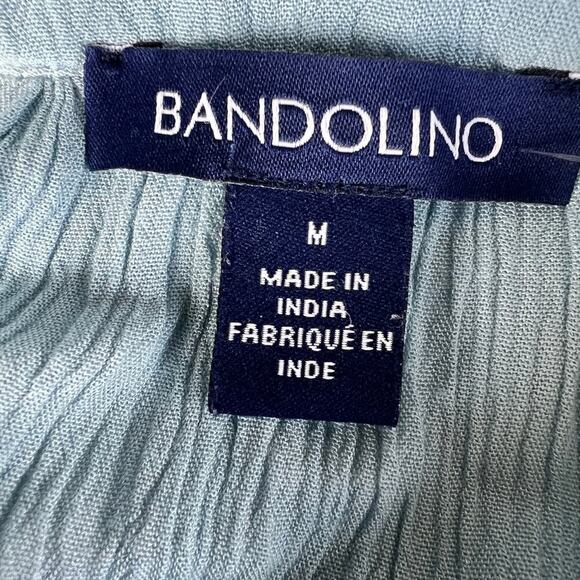 BANDOLINO
M
MADE IN
INDIA
FABRIQUÉ EN
INDE